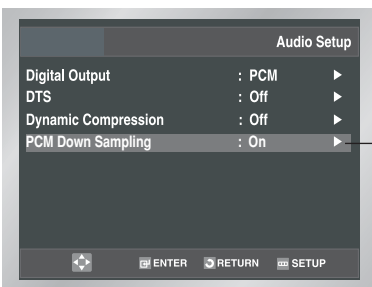 Audio Setup
Digital Output : PCM
DTS : Off
Dynamic Compression : Off
PCM Down Sampling : On
ENTER RETURN SETUP